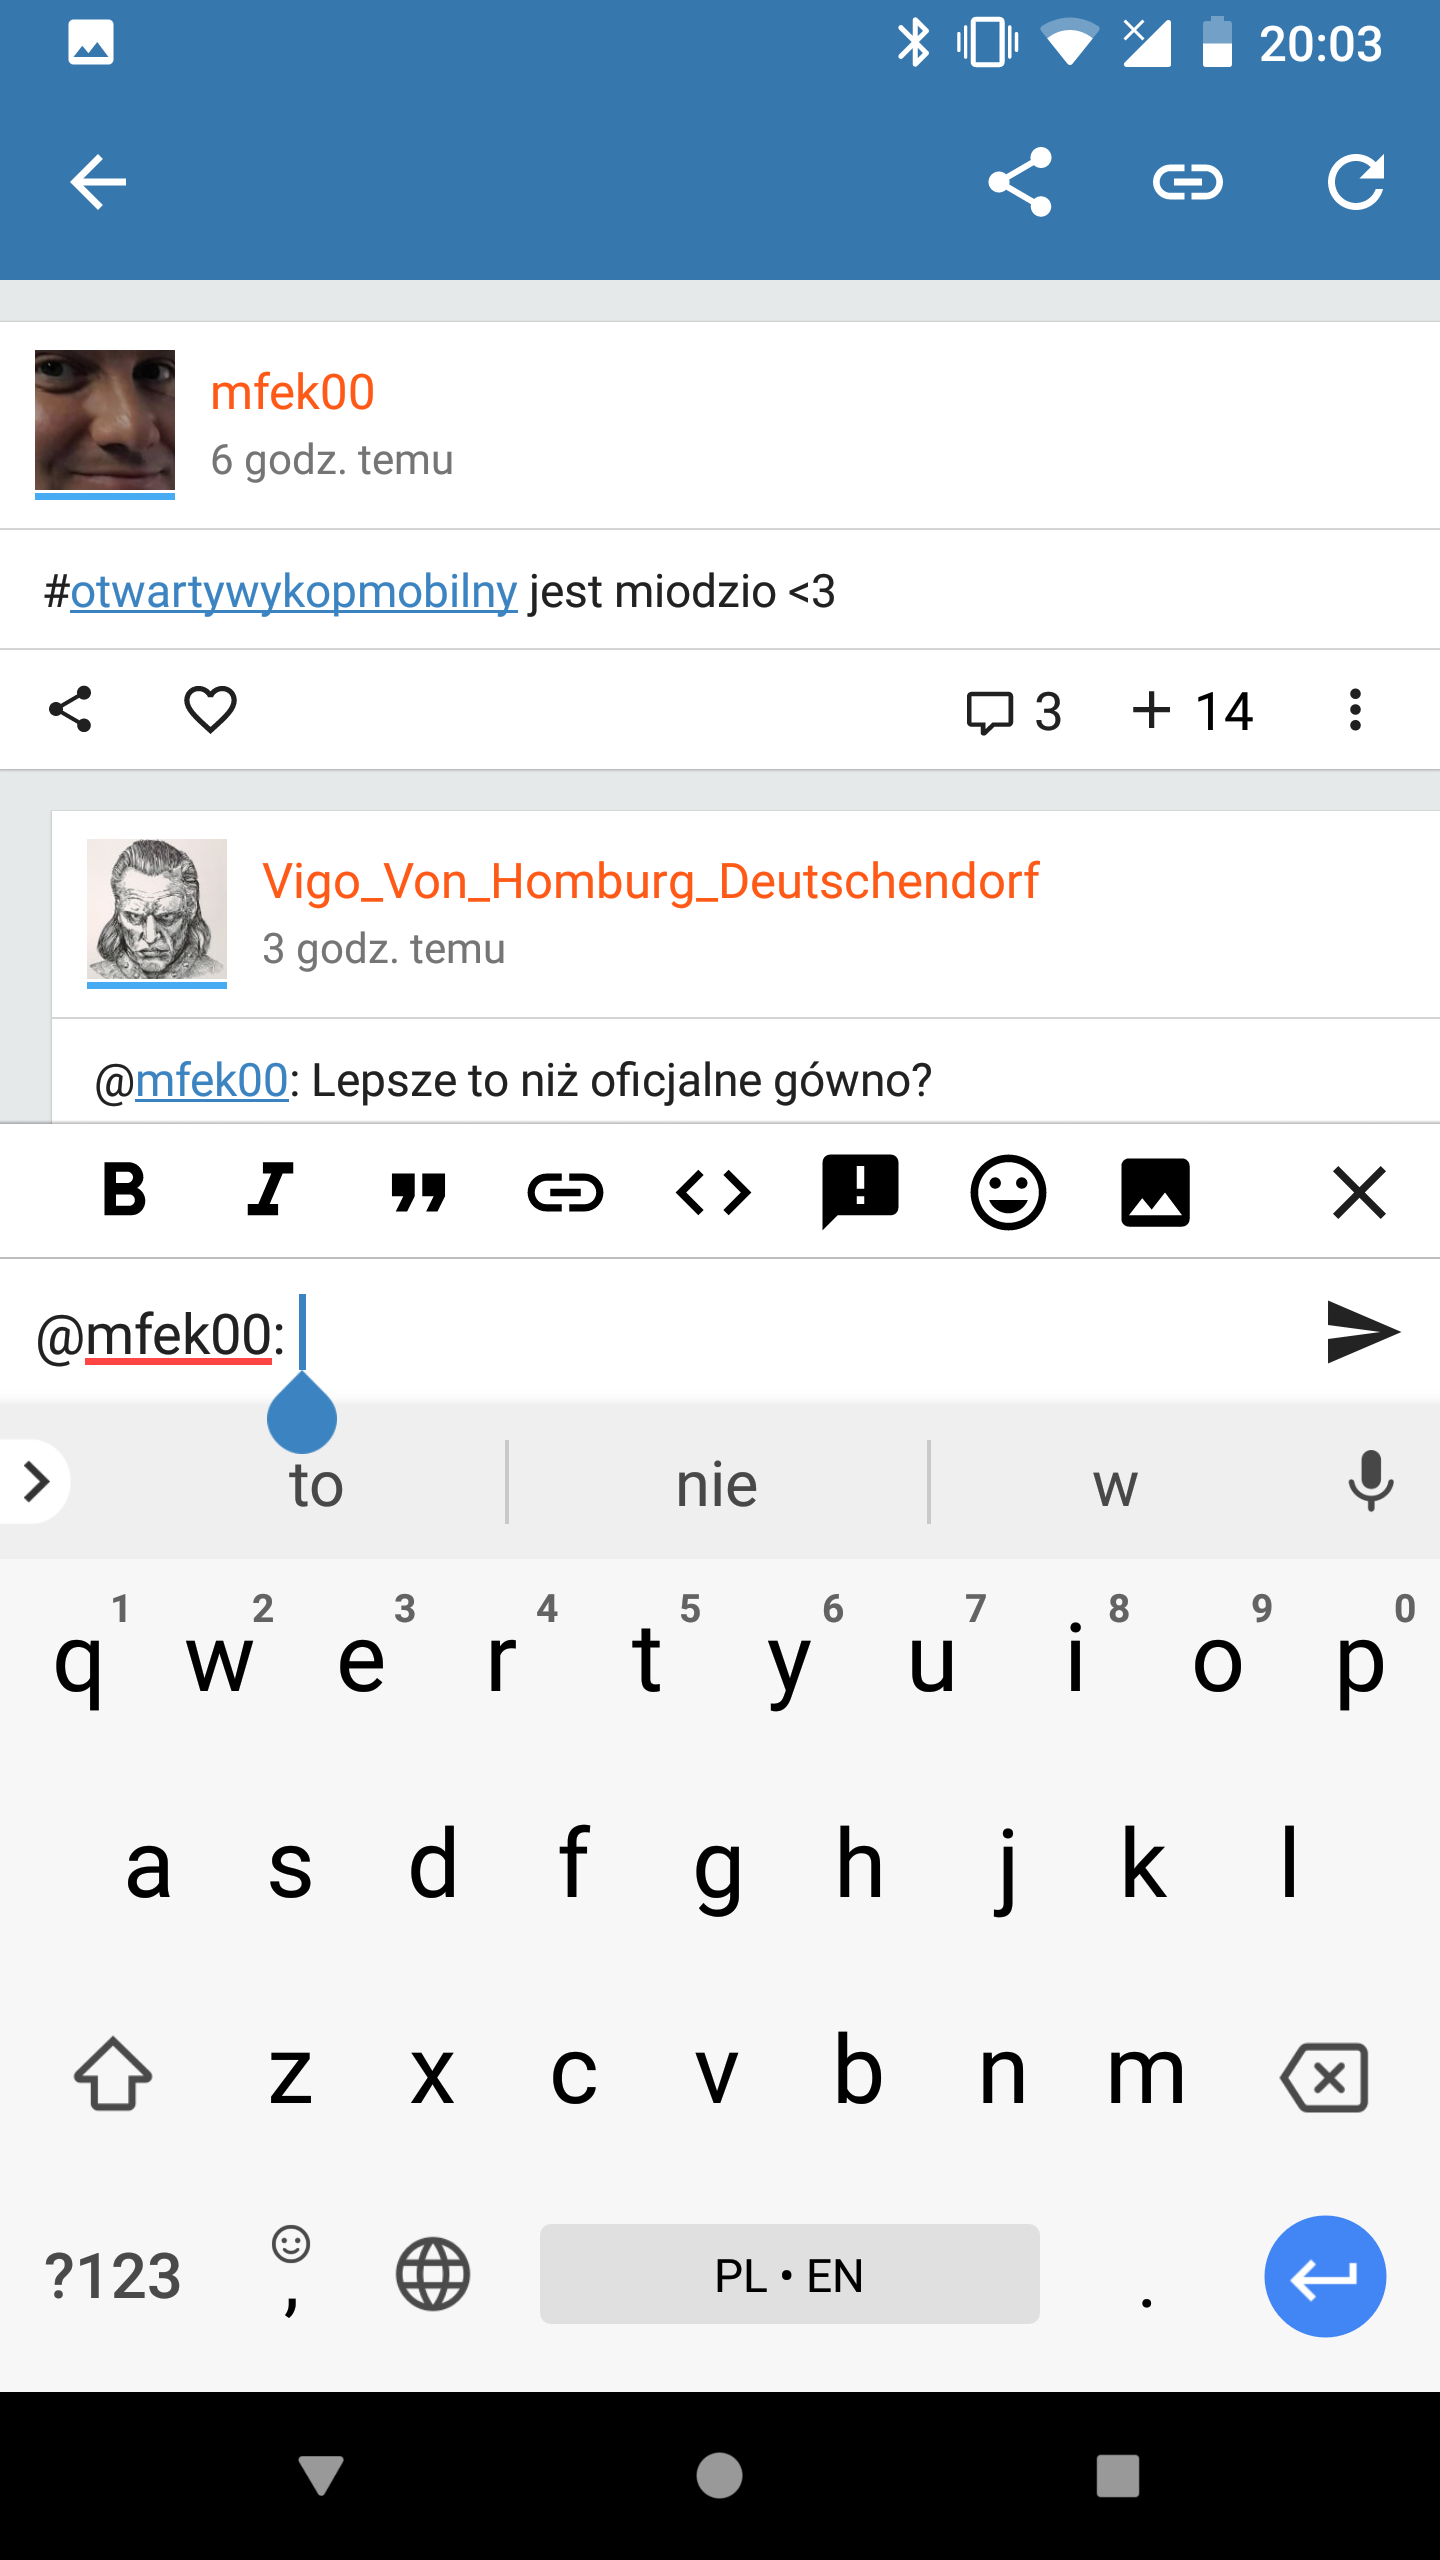 20:03
mfek00
6 godz. temu
#otwartywykopmobilny jest miodzio <3
3 14
Vigo_Von_Homburg_Deutschendorf
3 godz. temu
@mfek00: Lepsze to niż oficjalne gówno?
B I
@mfek00:
to nie w
1 2 3 4 5 6 7 8 9 0
q w e r t y u i o p
a s d f g h j k l
z x c v b n m
?123 , PL • EN .